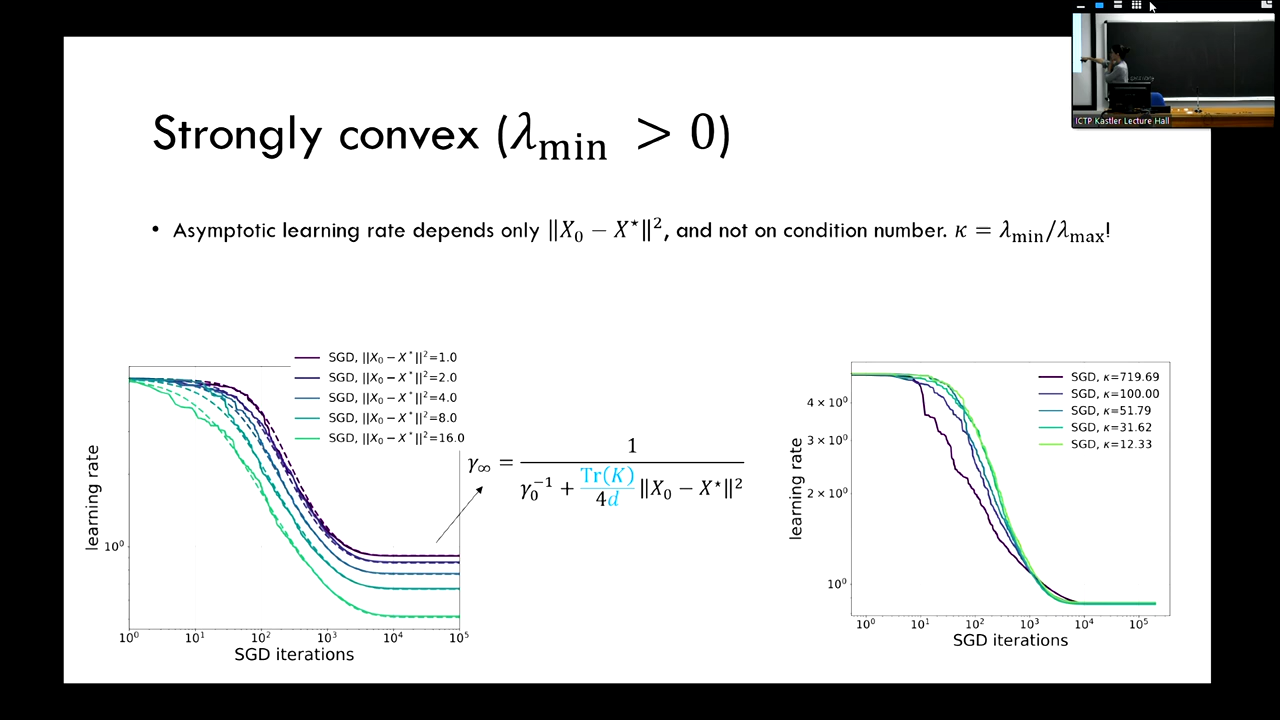 ICTP Kastler Lecture Hall
Strongly convex (λ_min > 0)
• Asymptotic learning rate depends only ‖X_0 − X^⋆‖^2, and not on condition number. κ = λ_min/λ_max!
SGD, ||X_0 − X^*||^2=1.0
SGD, ||X_0 − X^*||^2=2.0
SGD, ||X_0 − X^*||^2=4.0
SGD, ||X_0 − X^*||^2=8.0
SGD, ||X_0 − X^*||^2=16.0
learning rate
10^0
10^0 10^1 10^2 10^3 10^4 10^5
SGD iterations
γ_∞ = 1 / (γ_0^{-1} + Tr(K)/4d ‖X_0 − X^⋆‖^2)
SGD, κ=719.69
SGD, κ=100.00
SGD, κ=51.79
SGD, κ=31.62
SGD, κ=12.33
learning rate
4 × 10^0
3 × 10^0
2 × 10^0
10^0
10^0 10^1 10^2 10^3 10^4 10^5
SGD iterations